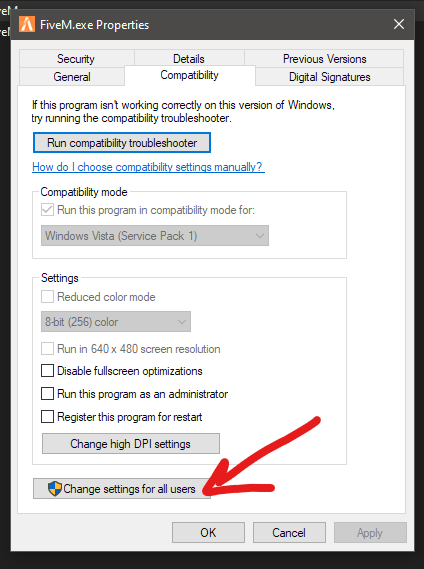 FiveM.exe Properties
Security
Details
Previous Versions
General
Compatibility
Digital Signatures
If this program isn't working correctly on this version of Windows,
try running the compatibility troubleshooter.
Run compatibility troubleshooter
How do I choose compatibility settings manually?
Compatibility mode
Run this program in compatibility mode for:
Windows Vista (Service Pack 1)
Settings
Reduced color mode
8-bit (256) color
Run in 640 x 480 screen resolution
Disable fullscreen optimizations
Run this program as an administrator
Register this program for restart
Change high DPI settings
Change settings for all users
OK
Cancel
Apply